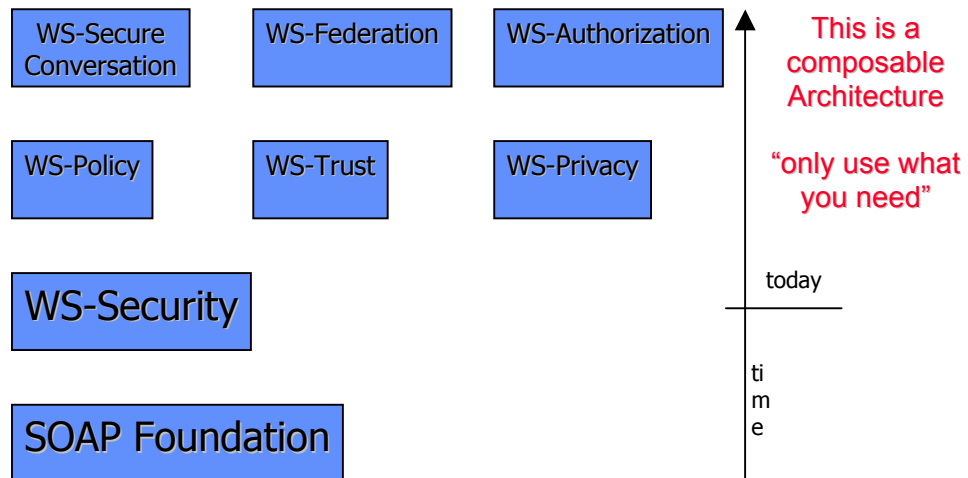 WS-Secure
Conversation
WS-Federation
WS-Authorization
This is a
composable
Architecture
WS-Policy
WS-Trust
WS-Privacy
“only use what
you need”
WS-Security
today
ti
m
e
SOAP Foundation